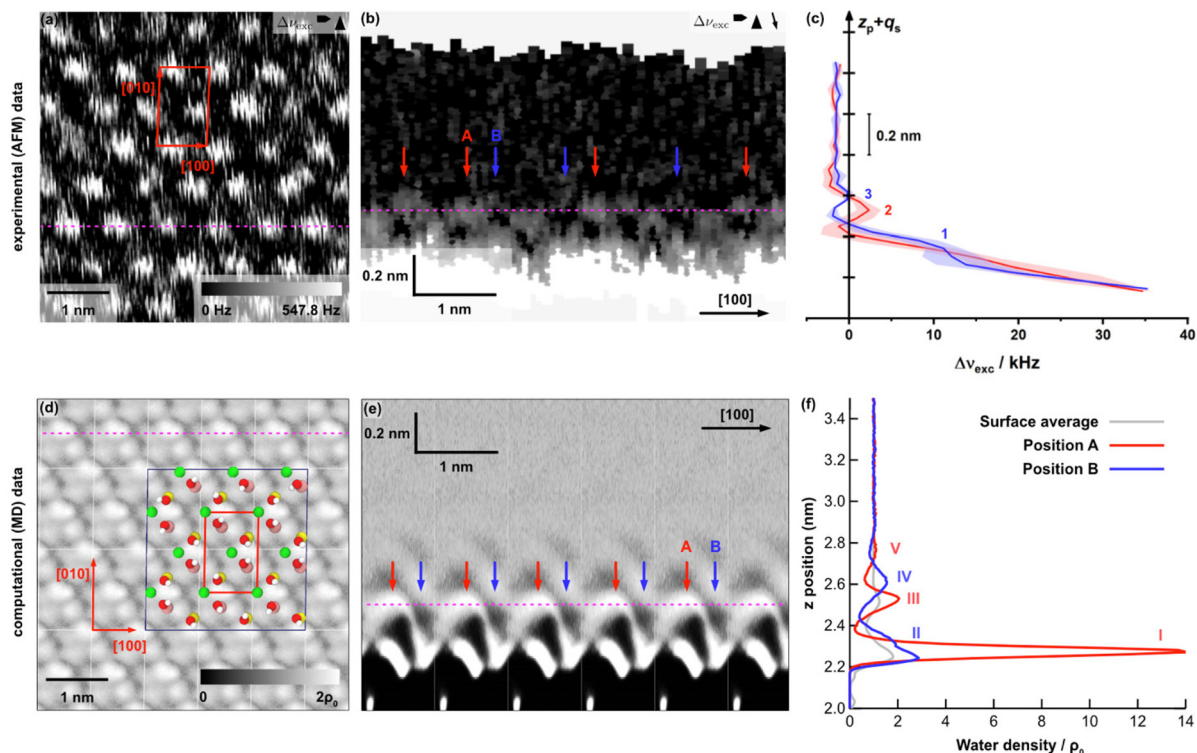 experimental (AFM) data
(a)
Δν_exc
[010]
[100]
1 nm
0 Hz
547.8 Hz
(b)
Δν_exc
A
B
0.2 nm
1 nm
[100]
(c)
z_p+q_s
0.2 nm
3
2
1
0
10
20
30
40
Δν_exc / kHz
computational (MD) data
(d)
[010]
[100]
1 nm
0
2ρ₀
(e)
0.2 nm
1 nm
[100]
A
B
(f)
Surface average
Position A
Position B
z position (nm)
3.4
3.2
3.0
2.8
2.6
2.4
2.2
2.0
V
IV
III
II
I
0
2
4
6
8
10
12
14
Water density / ρ₀